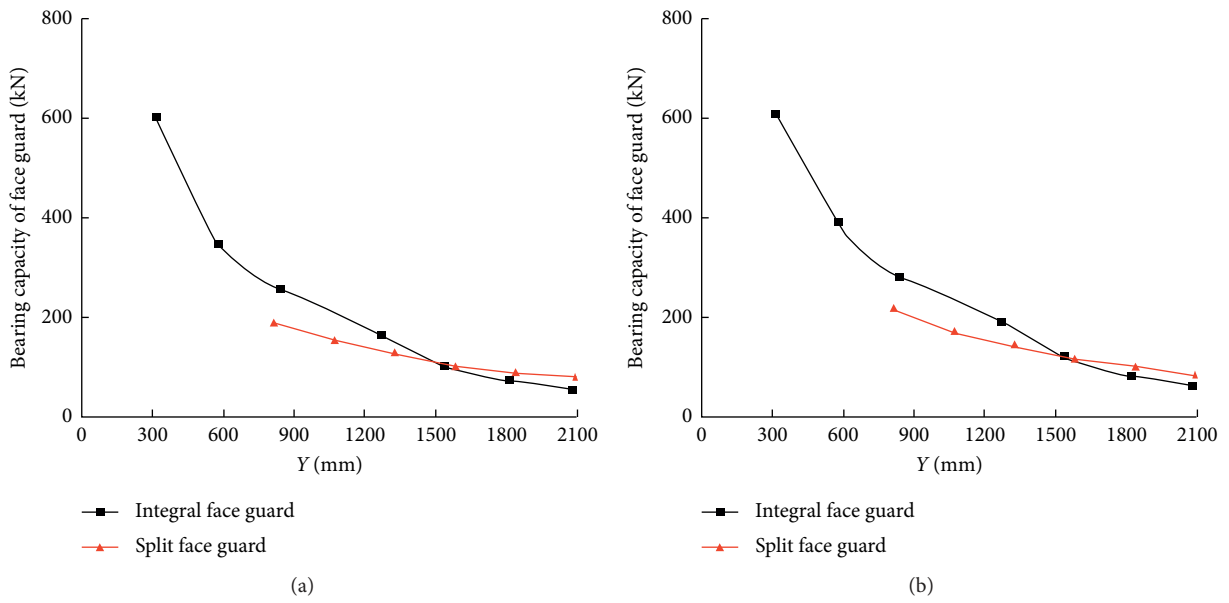 800
600
400
200
0
Bearing capacity of face guard (kN)
0 300 600 900 1200 1500 1800 2100
Y (mm)
Integral face guard
Split face guard
(a)
800
600
400
200
0
Bearing capacity of face guard (kN)
0 300 600 900 1200 1500 1800 2100
Y (mm)
Integral face guard
Split face guard
(b)